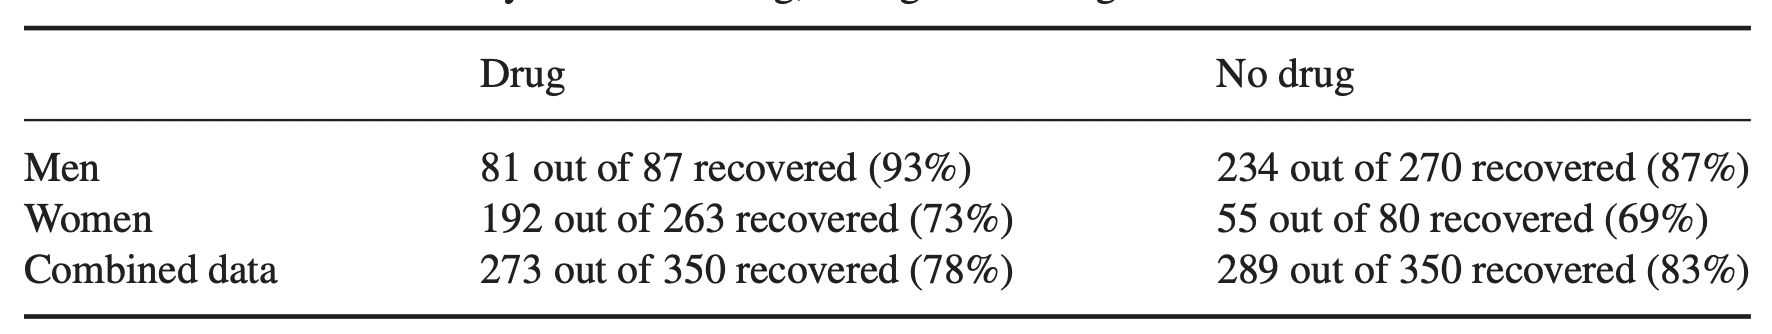 Drug No drug
Men 81 out of 87 recovered (93%) 234 out of 270 recovered (87%)
Women 192 out of 263 recovered (73%) 55 out of 80 recovered (69%)
Combined data 273 out of 350 recovered (78%) 289 out of 350 recovered (83%)